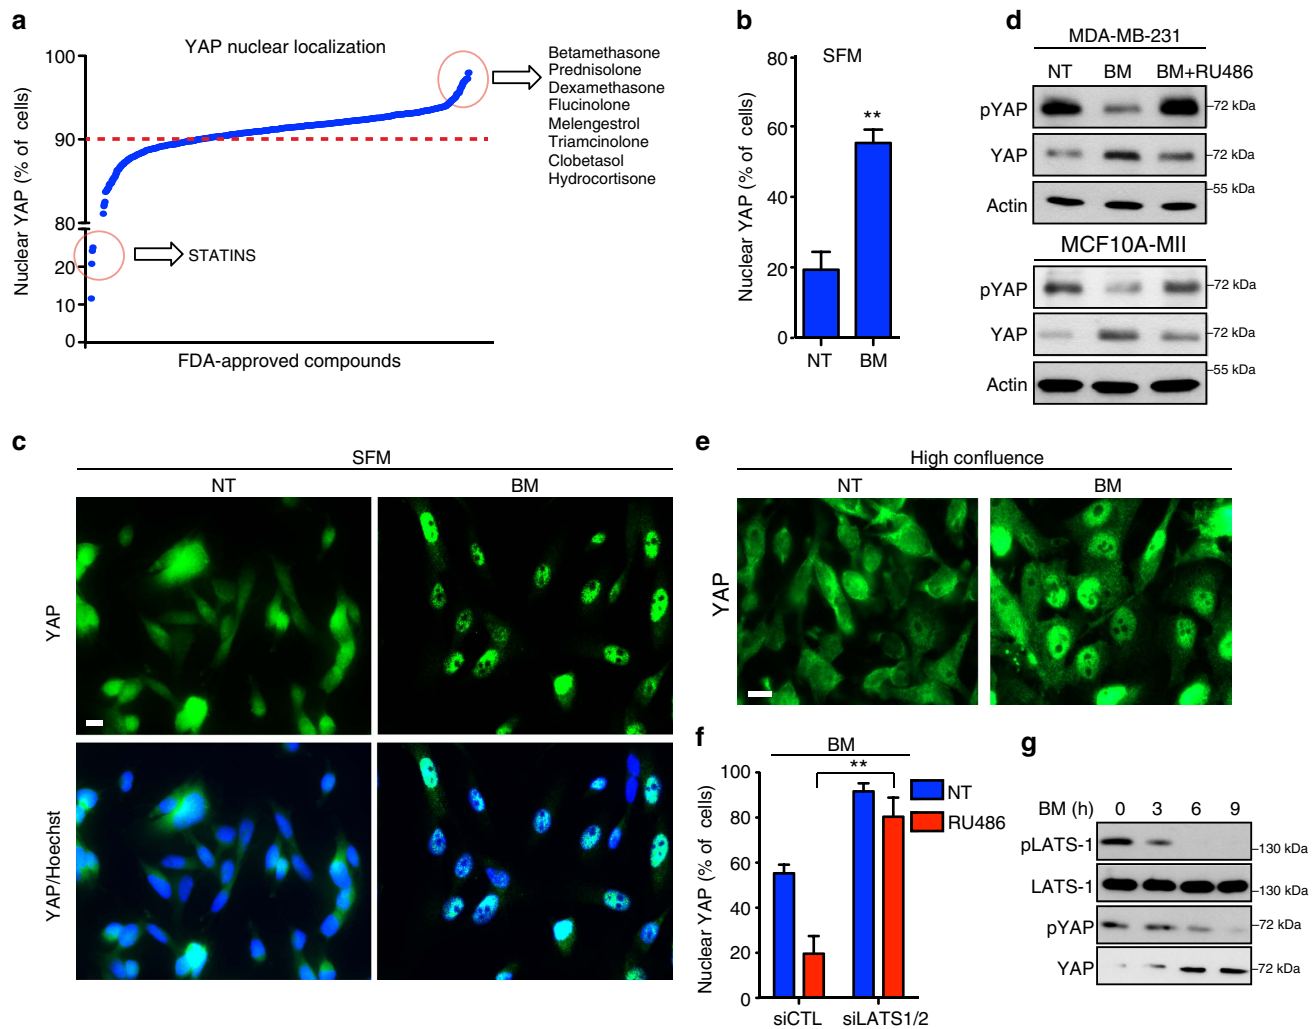 a
YAP nuclear localization
Nuclear YAP (% of cells)
100
90
80
20
10
0
FDA-approved compounds
STATINS
Betamethasone
Prednisolone
Dexamethasone
Flucinolone
Melengestrol
Triamcinolone
Clobetasol
Hydrocortisone
b
SFM
Nuclear YAP (% of cells)
80
60
40
20
0
**
NT BM
d
MDA-MB-231
NT BM BM+RU486
pYAP 72 kDa
YAP 72 kDa
55 kDa
Actin
MCF10A-MII
pYAP 72 kDa
YAP 72 kDa
55 kDa
Actin
c
SFM
NT BM
YAP
YAP/Hoechst
e
High confluence
NT BM
YAP
f
BM
Nuclear YAP (% of cells)
100
80
60
40
20
0
**
NT
RU486
siCTL siLATS1/2
g
BM (h) 0 3 6 9
pLATS-1 130 kDa
LATS-1 130 kDa
pYAP 72 kDa
YAP 72 kDa